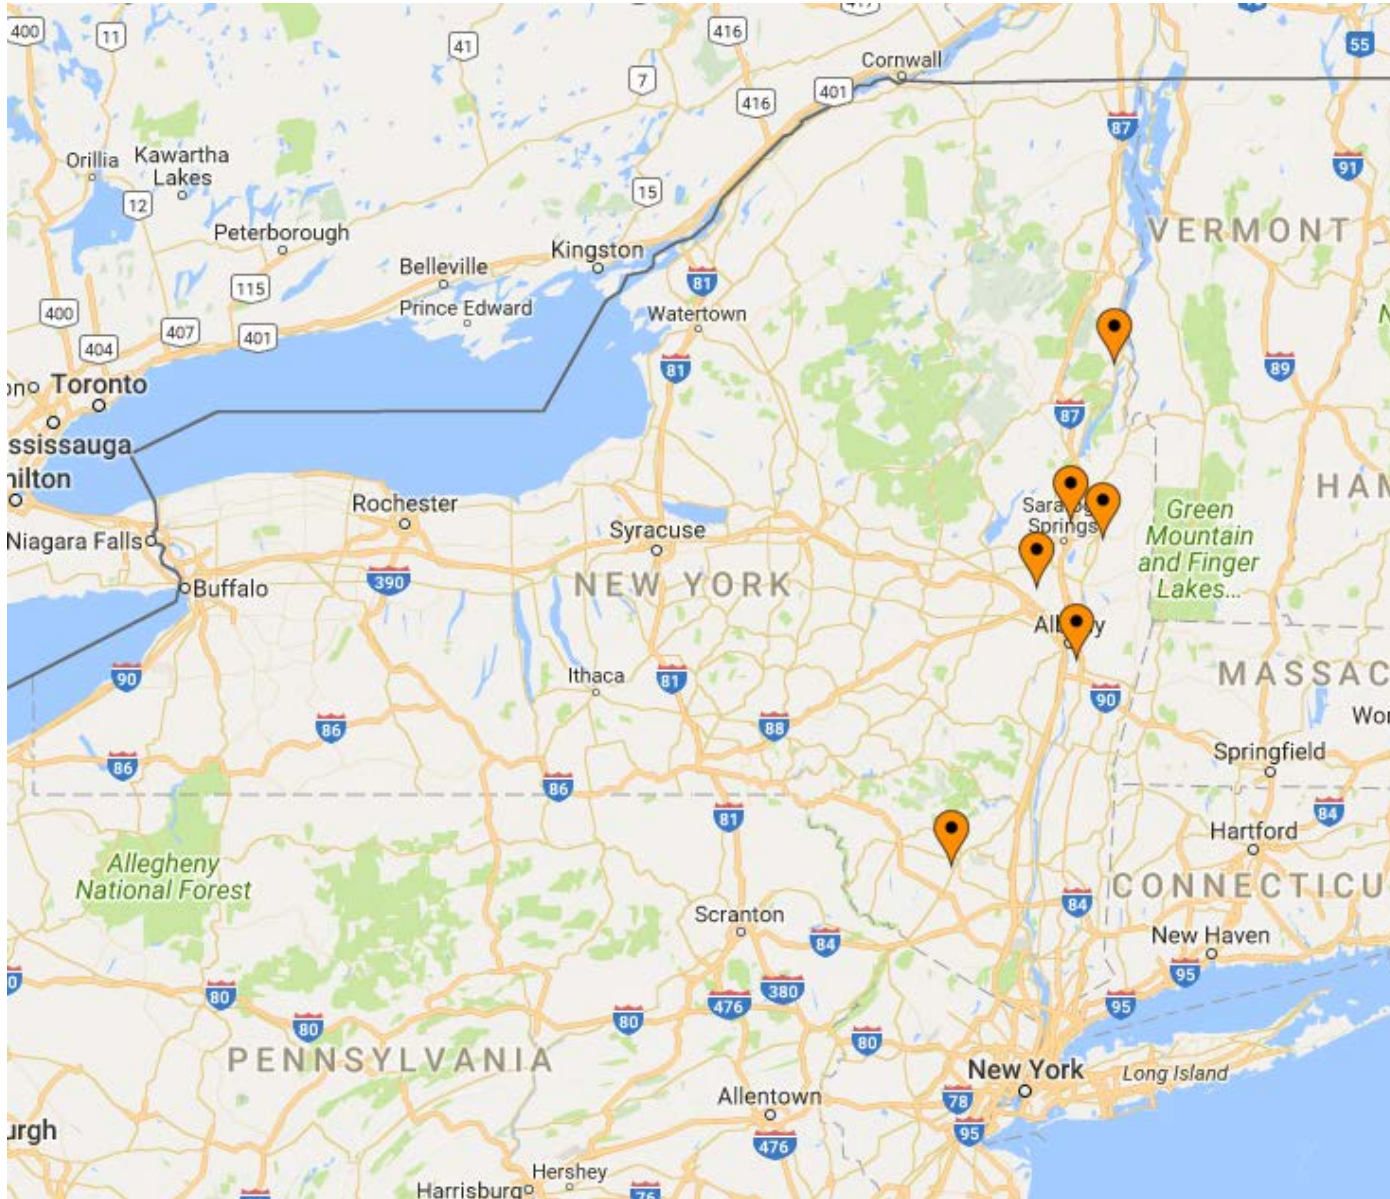 400
11
41
416
417
Cornwall
55
7
416
401
87
Orillia
Kawartha
Lakes
91
12
15
Peterborough
VERMONT
Kingston
Belleville
81
115
Prince Edward
Watertown
400
407
401
404
81
89
Toronto
87
ssissauga
nilton
HAM
Rochester
Springs
Green
Mountain
and Finger
Lakes...
Syracuse
Niagara Falls
390
NEW YORK
Buffalo
Ithaca
90
81
90
MASSAC
Wor
86
88
Springfield
86
86
81
84
Hartford
Allegheny
National Forest
CONNECTICU
84
Scranton
84
New Haven
95
80
380
476
95
80
80
80
PENNSYLVANIA
New York
Long Island
Allentown
78
95
476
urgh
Hershey
Harrisburg
76